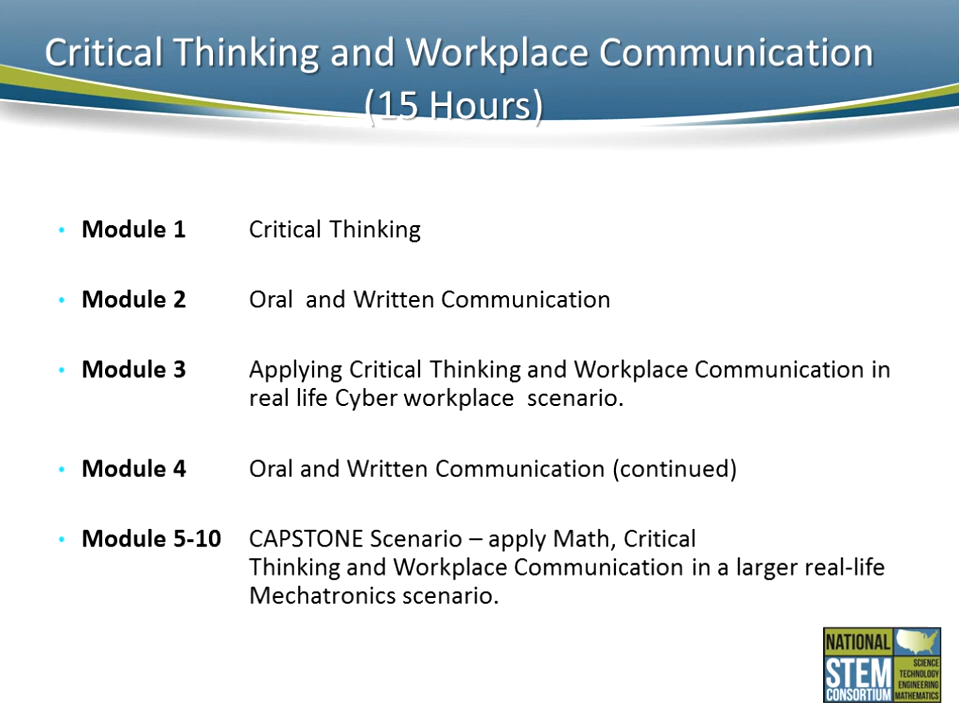 Critical Thinking and Workplace Communication
(15 Hours)
• Module 1 Critical Thinking
• Module 2 Oral and Written Communication
• Module 3 Applying Critical Thinking and Workplace Communication in
real life Cyber workplace scenario.
• Module 4 Oral and Written Communication (continued)
• Module 5-10 CAPSTONE Scenario – apply Math, Critical
Thinking and Workplace Communication in a larger real-life
Mechatronics scenario.
NATIONAL
STEM
CONSORTIUM
SCIENCE
TECHNOLOGY
ENGINEERING
MATHEMATICS